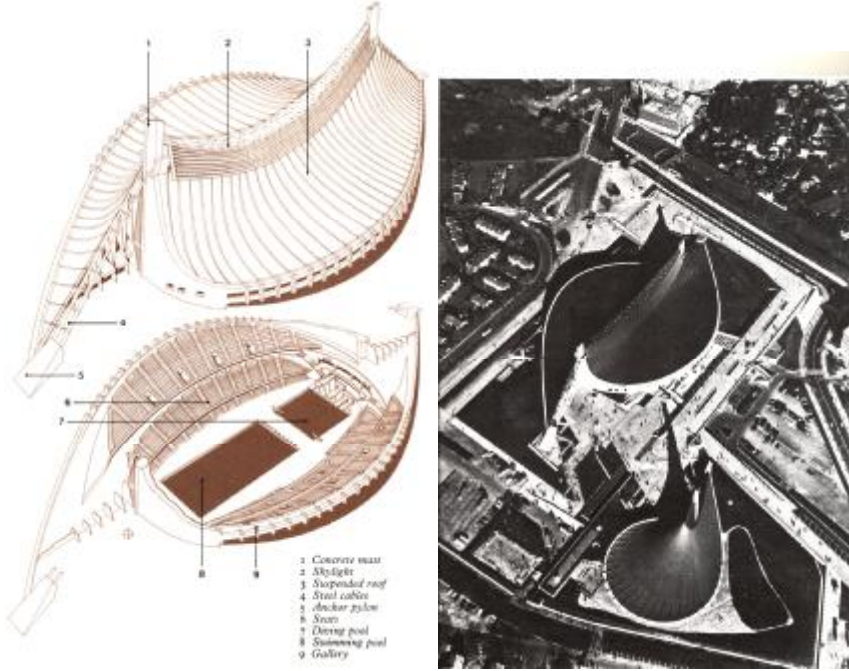 1 2 3
4
5
6
7
8 9
1 Concrete mast
2 Skylight
3 Suspended roof
4 Steel cables
5 Anchor pylon
6 Seats
7 Diving pool
8 Swimming pool
9 Gallery